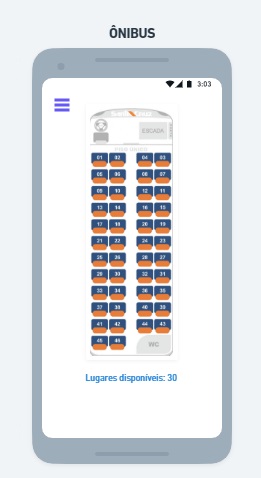 ÔNIBUS
3:03
ESCADA
PISO ÚNICO
01 02 04 03
05 06 08 07
09 10 12 11
13 14 16 15
17 18 20 19
21 22 24 23
25 26 28 27
29 30 32 31
33 34 36 35
37 38 40 39
41 42 44 43
45 46 WC
Lugares disponíveis: 30